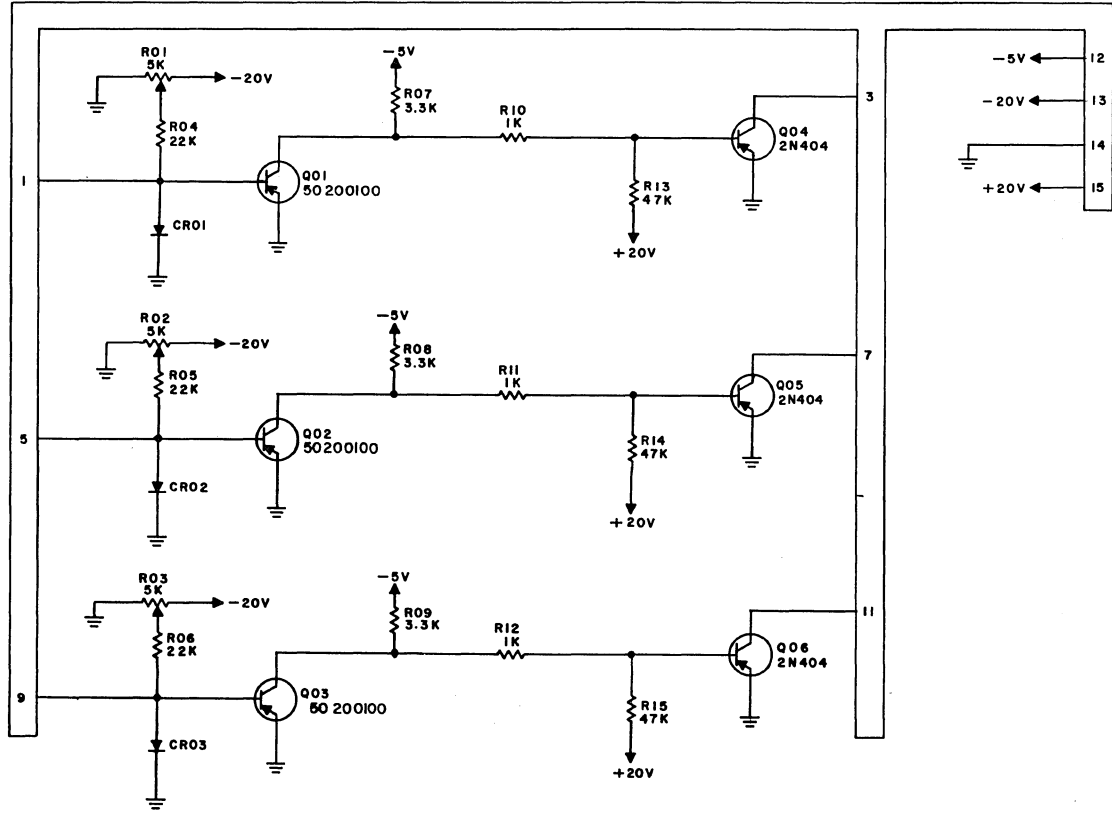 R01
5K
-20V
R04
22K
1
CR01
Q01
50200100
-5V
R07
3.3K
R10
1K
R13
47K
+20V
Q04
2N404
3
-5V
12
-20V
13
14
+20V
15
R02
5K
-20V
R05
22K
5
CR02
Q02
50200100
-5V
R08
3.3K
R11
1K
R14
47K
+20V
Q05
2N404
7
R03
5K
-20V
R06
22K
9
CR03
Q03
50200100
-5V
R09
3.3K
R12
1K
R15
47K
+20V
Q06
2N404
11